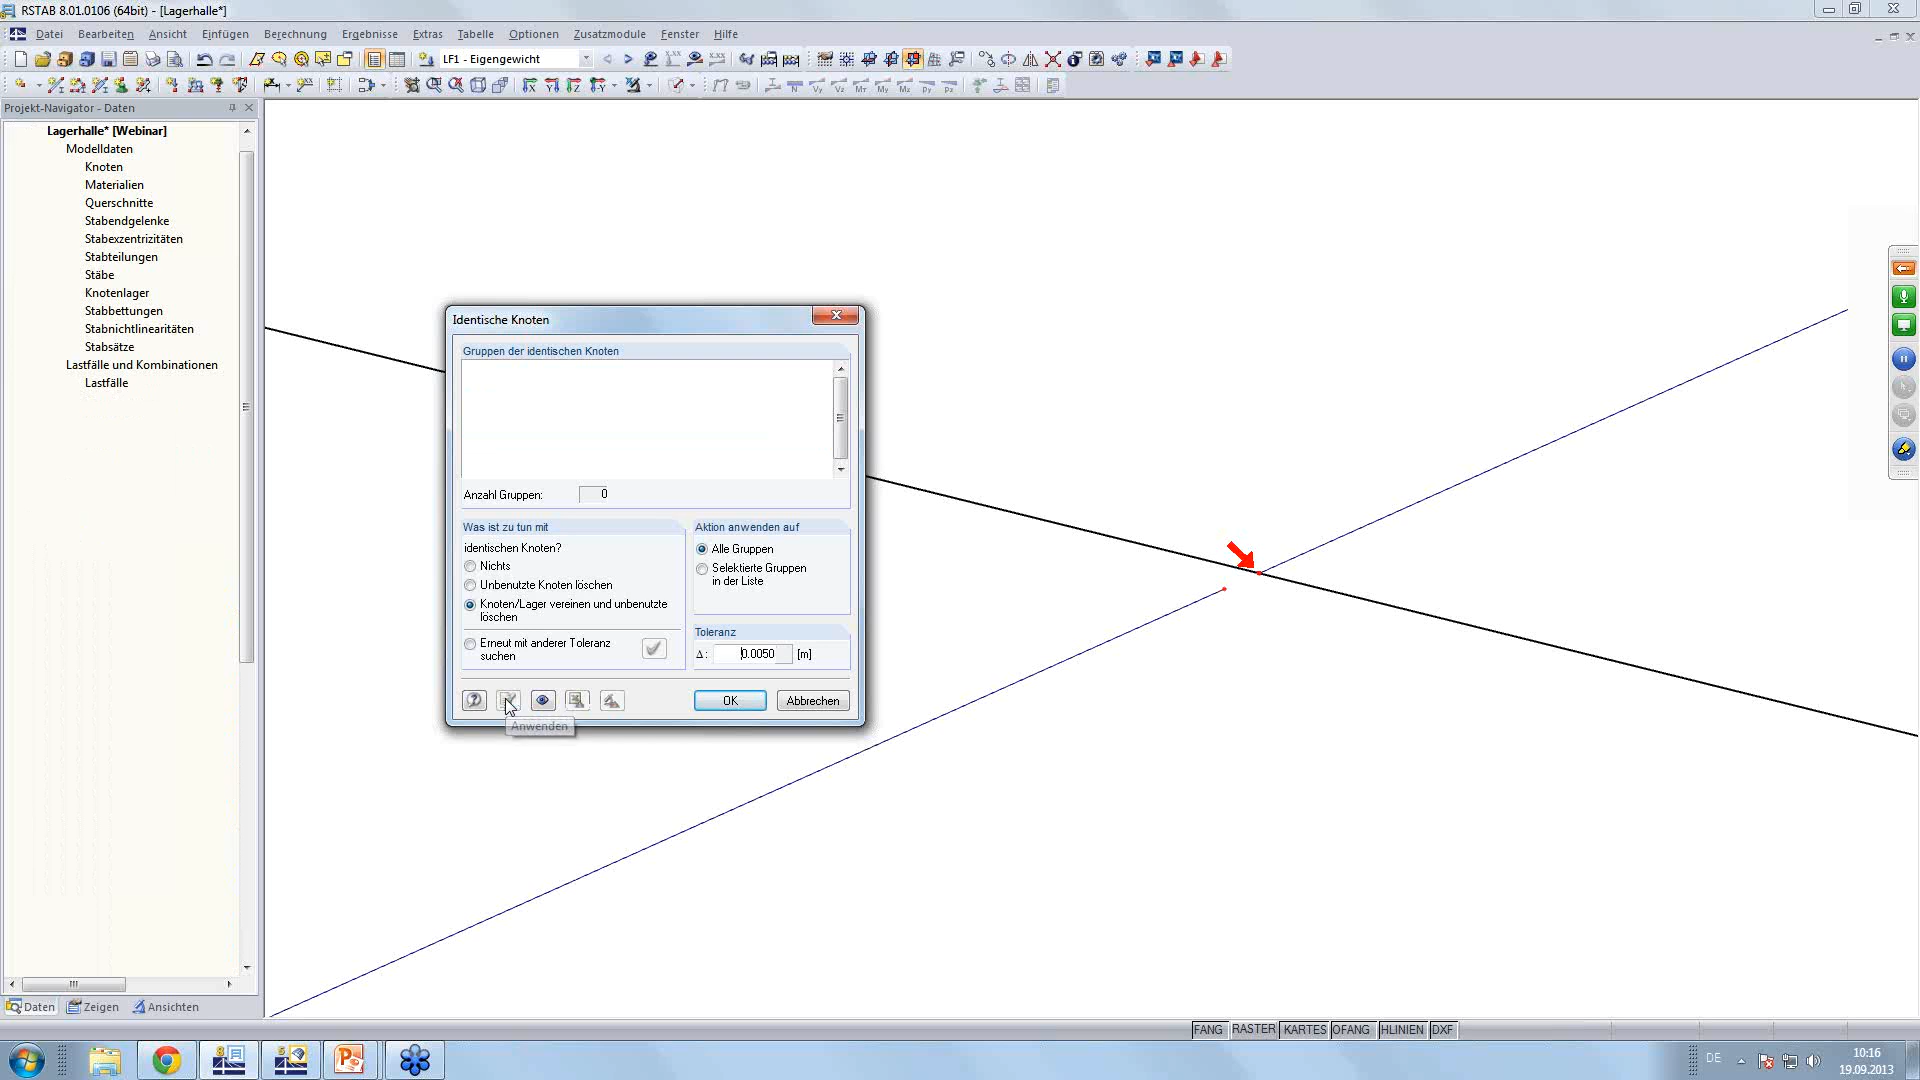 RSTAB 8.01.0106 (64bit) - [Lagerhalle*]
Datei Bearbeiten Ansicht Einfügen Berechnung Ergebnisse Extras Tabelle Optionen Zusatzmodule Fenster Hilfe
LF1 - Eigengewicht
Projekt-Navigator - Daten
Lagerhalle* [Webinar]
Modelldaten
Knoten
Materialien
Querschnitte
Stabendgelenke
Stabexzentrizitäten
Stabteilungen
Stäbe
Knotenlager
Stabbettungen
Stabnichtlinearitäten
Stabsätze
Lastfälle und Kombinationen
Lastfälle
Identische Knoten
Gruppen der identischen Knoten
Anzahl Gruppen: 0
Was ist zu tun mit
identischen Knoten?
Nichts
Unbenutzte Knoten löschen
Knoten/Lager vereinen und unbenutzte
löschen
Erneut mit anderer Toleranz
suchen
Aktion anwenden auf
Alle Gruppen
Selektierte Gruppen
in der Liste
Toleranz
Δ : 0.0050 [m]
OK Abbrechen
Anwenden
Daten Zeigen Ansichten
FANG RASTER KARTES OFANG HLINIEN DXF
DE
10:16
19.09.2013